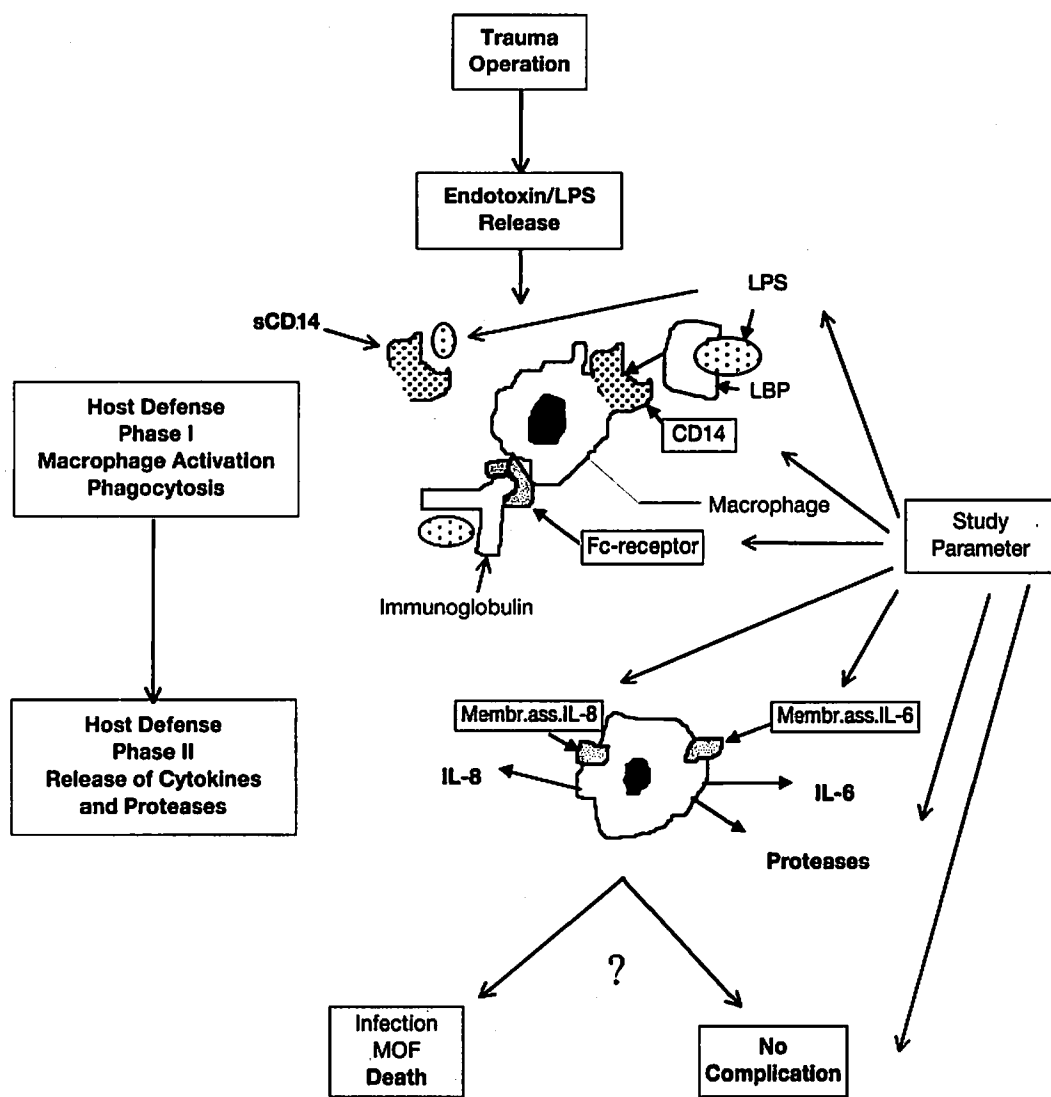 Trauma
Operation
Endotoxin/LPS
Release
LPS
sCD14
LBP
CD14
Host Defense
Phase I
Macrophage Activation
Phagocytosis
Macrophage
Study
Parameter
Fc-receptor
Immunoglobulin
Host Defense
Phase II
Release of Cytokines
and Proteases
Membr.ass.IL-8
Membr.ass.IL-6
IL-8
IL-6
Proteases
?
Infection
MOF
Death
No
Complication